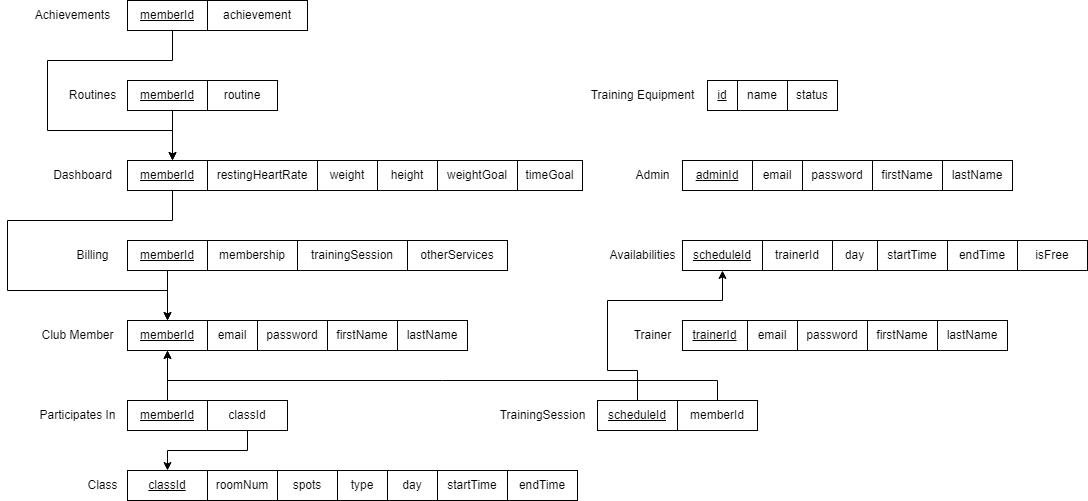 Achievements memberId achievement
Routines memberId routine
Training Equipment id name status
Dashboard memberId restingHeartRate weight height weightGoal timeGoal
Admin adminId email password firstName lastName
Billing memberId membership trainingSession otherServices
Availabilities scheduleId trainerId day startTime endTime isFree
Club Member memberId email password firstName lastName
Trainer trainerId email password firstName lastName
Participates In memberId classId
TrainingSession scheduleId memberId
Class classId roomNum spots type day startTime endTime